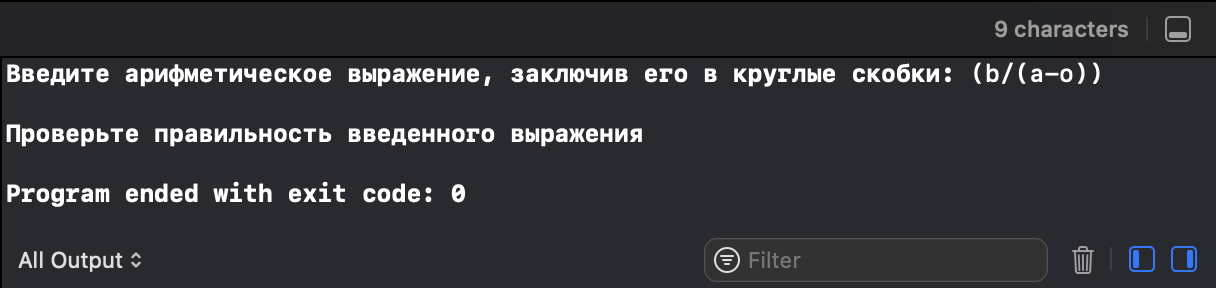 9 characters
Введите арифметическое выражение, заключив его в круглые скобки: (b/(a-o))
Проверьте правильность введенного выражения
Program ended with exit code: 0
All Output
Filter